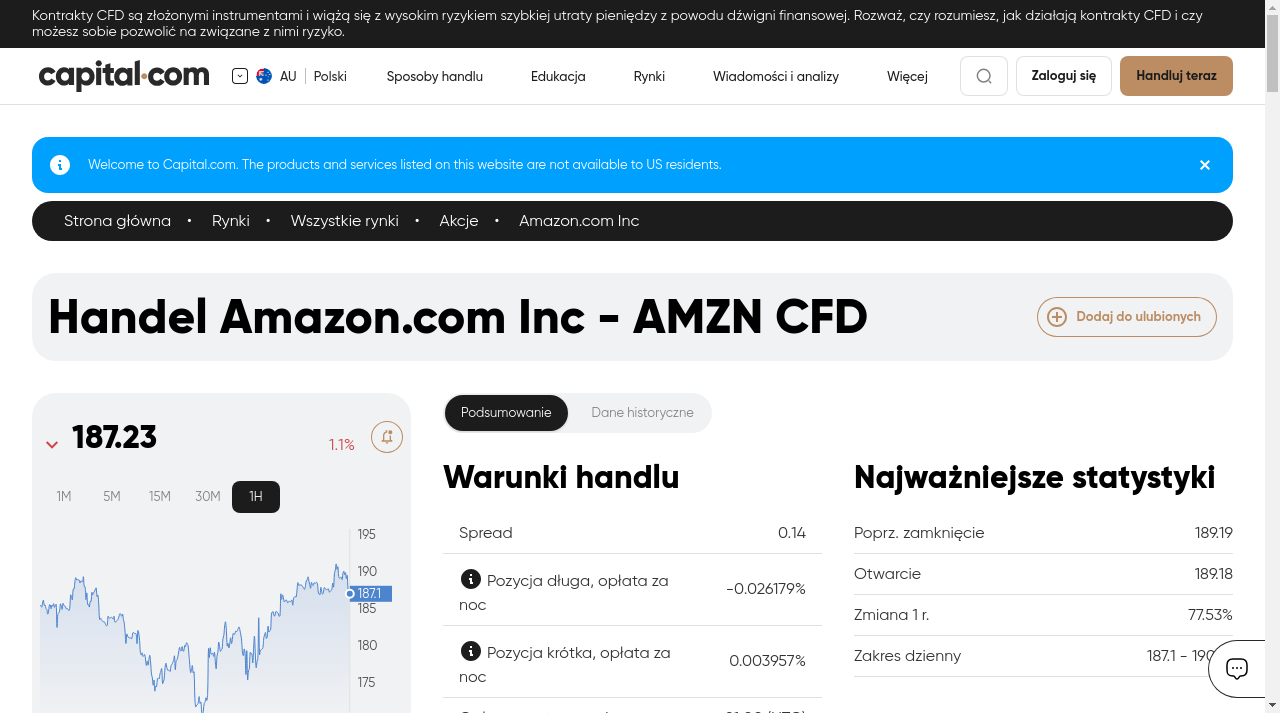 Kontrakty CFD są złożonymi instrumentami i wiążą się z wysokim ryzykiem szybkiej utraty pieniędzy z powodu dźwigni finansowej. Rozważ, czy rozumiesz, jak działają kontrakty CFD i czy
możesz sobie pozwolić na związane z nimi ryzyko.
capital.com AU Polski Sposoby handlu Edukacja Rynki Wiadomości i analizy Więcej Zaloguj się Handluj teraz
Welcome to Capital.com. The products and services listed on this website are not available to US residents.
Strona główna • Rynki • Wszystkie rynki • Akcje • Amazon.com Inc
Handel Amazon.com Inc - AMZN CFD
Dodaj do ulubionych
187.23 1.1%
1M 5M 15M 30M 1H
195
190
187.1
185
180
175
Podsumowanie Dane historyczne
Warunki handlu
Spread 0.14
Pozycja długa, opłata za
noc -0.026179%
Pozycja krótka, opłata za
noc 0.003957%
Najważniejsze statystyki
Poprz. zamknięcie 189.19
Otwarcie 189.18
Zmiana 1 r. 77.53%
Zakres dzienny 187.1 -